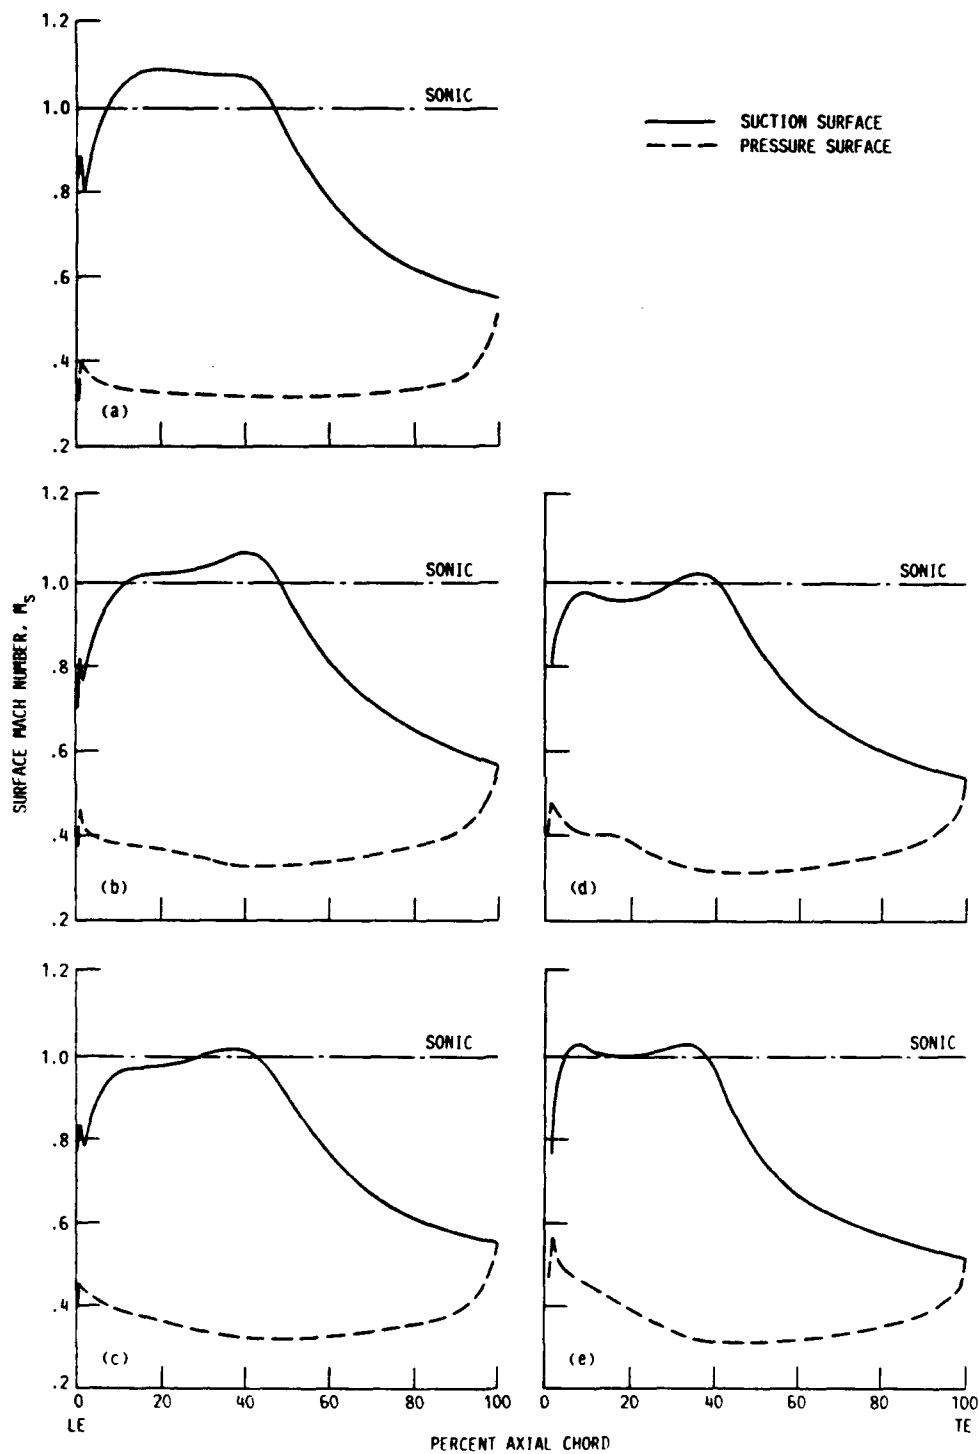 1.2
1.0
.8
.6
.4
.2
SONIC
(a)
SUCTION SURFACE
PRESSURE SURFACE
1.2
1.0
.8
.6
.4
.2
SONIC
(b)
SONIC
(d)
SURFACE MACH NUMBER, MS
1.2
1.0
.8
.6
.4
.2
SONIC
(c)
0 20 40 60 80 100
LE
SONIC
(e)
0 20 40 60 80 100
TE
PERCENT AXIAL CHORD